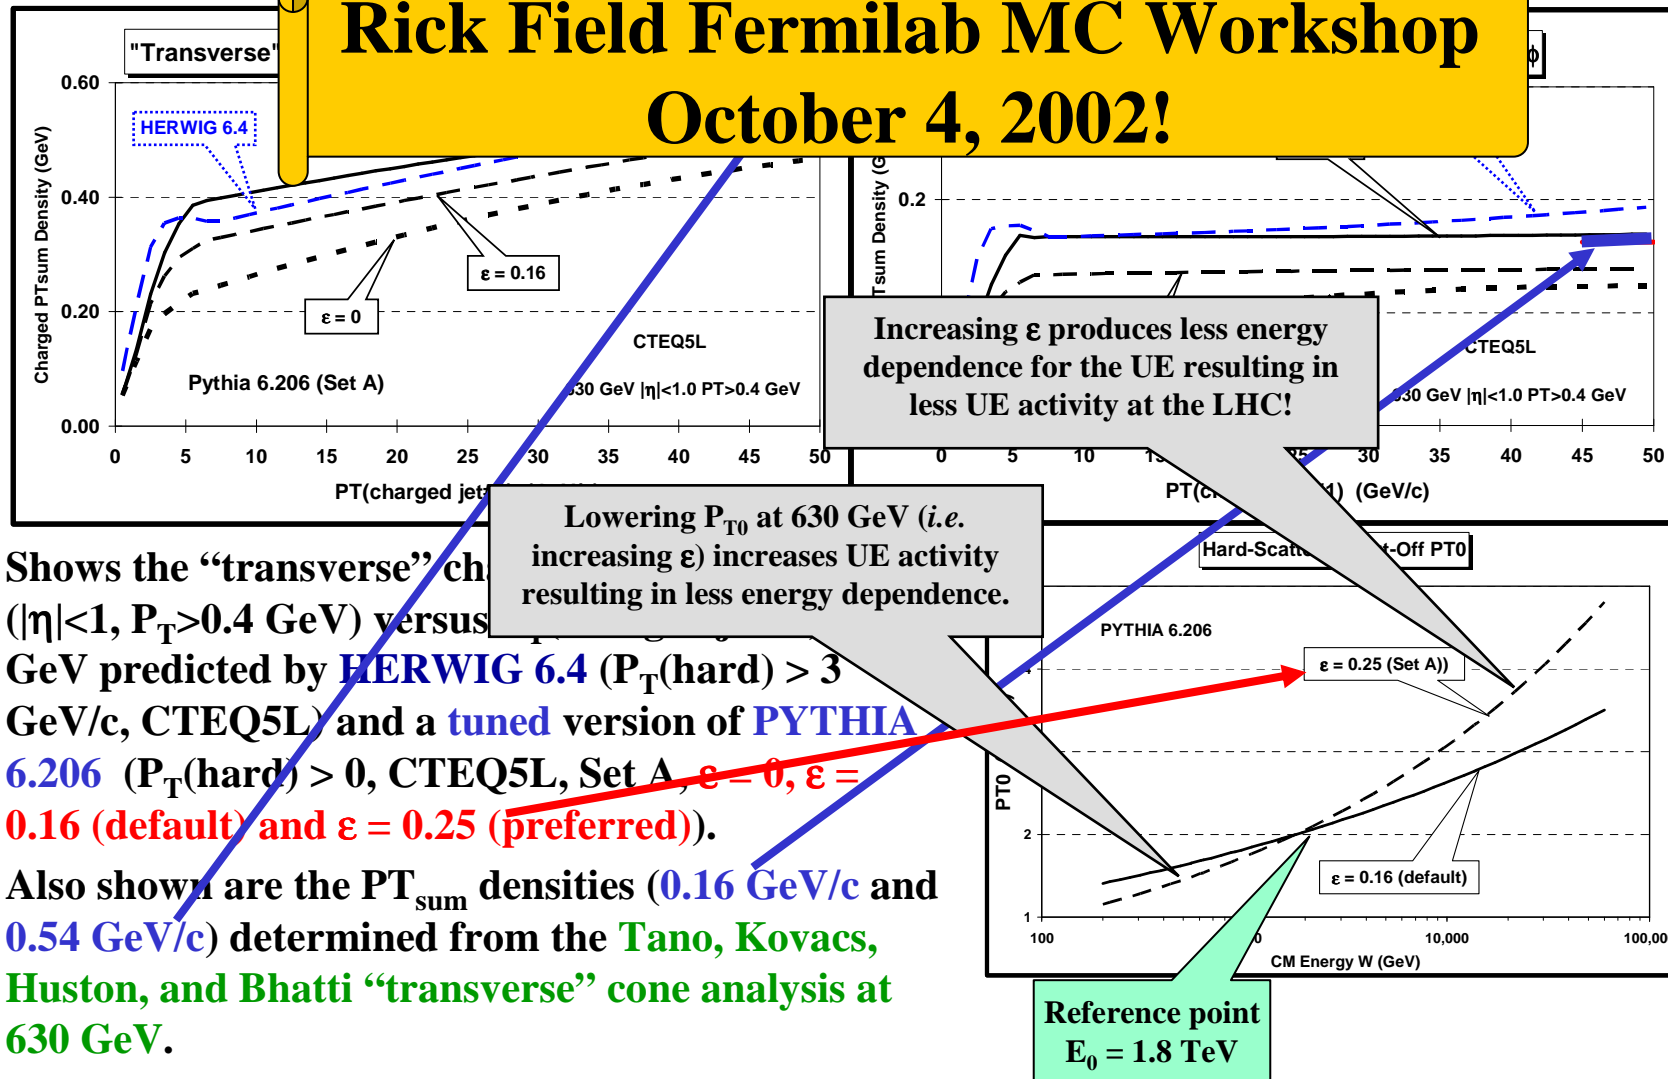 Rick Field Fermilab MC Workshop
October 4, 2002!
"Transverse"
0.60
0.40
0.20
0.00
Charged PTsum Density (GeV)
HERWIG 6.4
ε = 0.16
ε = 0
CTEQ5L
Pythia 6.206 (Set A)
630 GeV |η|<1.0 PT>0.4 GeV
0 5 10 15 20 25 30 35 40 45 50
PT(charged
ϕ
0.2
Density
CTEQ5L
630 GeV |η|<1.0 PT>0.4 GeV
0 5 10 25 30 35 40 45 50
(GeV/c)
Increasing ε produces less energy
dependence for the UE resulting in
less UE activity at the LHC!
Lowering PT0 at 630 GeV (i.e.
increasing ε) increases UE activity
resulting in less energy dependence.
Shows the “transverse”
(|η|<1, PT>0.4 GeV) versus
GeV predicted by HERWIG 6.4 (PT(hard) > 3
GeV/c, CTEQ5L) and a tuned version of PYTHIA
6.206 (PT(hard) > 0, CTEQ5L, Set A, ε = 0, ε =
0.16 (default) and ε = 0.25 (preferred)).
Also shown are the PTsum densities (0.16 GeV/c and
0.54 GeV/c) determined from the Tano, Kovacs,
Huston, and Bhatti “transverse” cone analysis at
630 GeV.
PT0
PYTHIA 6.206
ε = 0.25 (Set A))
4
2
1
ε = 0.16 (default)
100 10,000 100,00
CM Energy W (GeV)
PT0
Reference point
E0 = 1.8 TeV